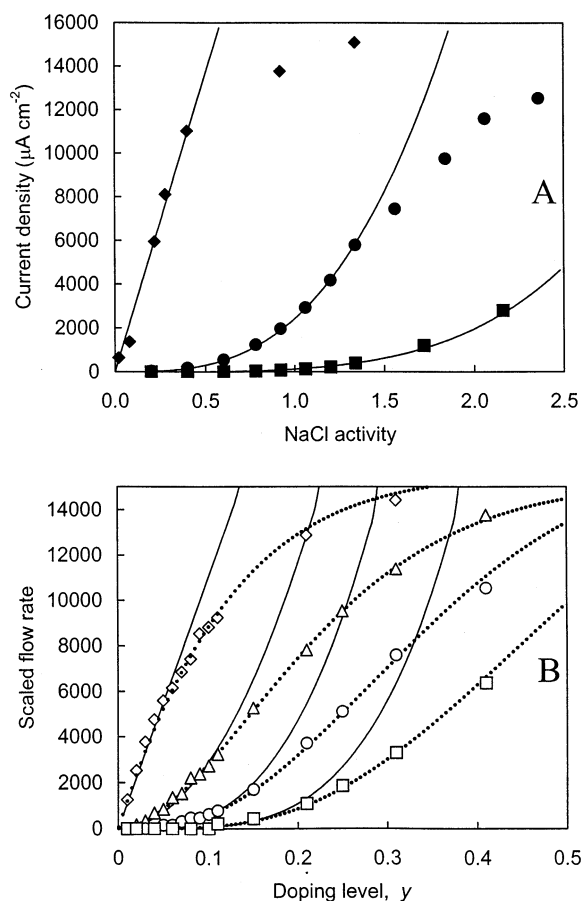 16000
14000
12000
10000
8000
6000
4000
2000
0
Current density (µA cm⁻²)
A
0.0 0.5 1.0 1.5 2.0 2.5
NaCl activity
14000
12000
10000
8000
6000
4000
2000
0
Scaled flow rate
B
0 0.1 0.2 0.3 0.4 0.5
Doping level, y